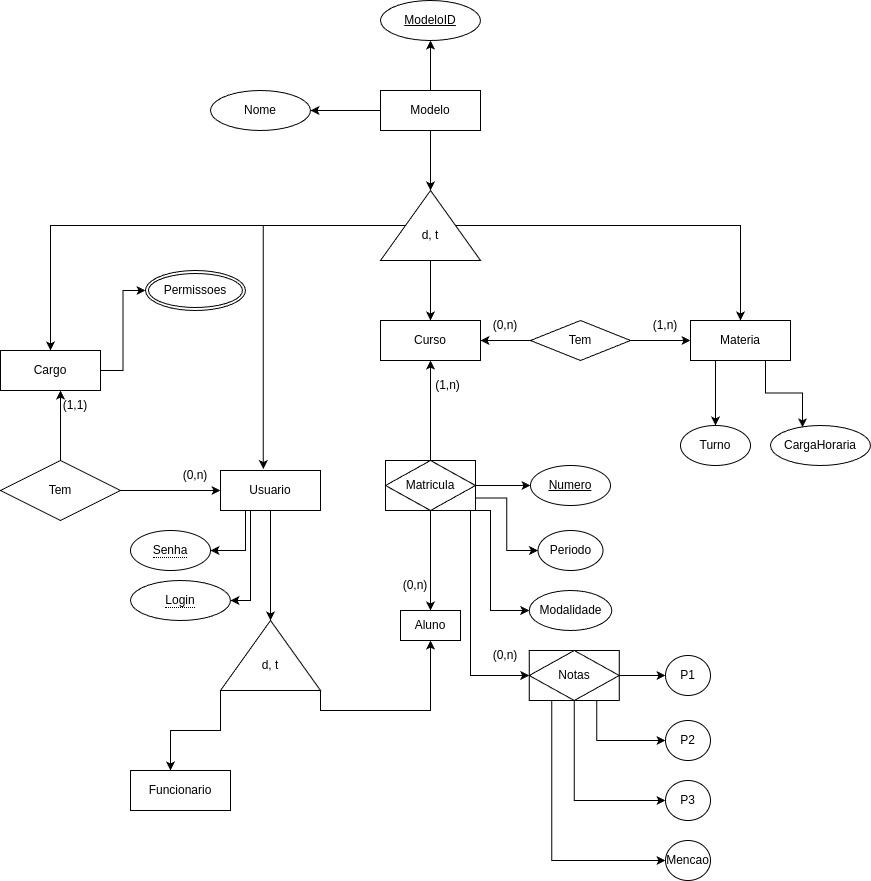 ModeloID
Nome
Modelo
d, t
Permissoes
(0,n)
Tem
(1,n)
Curso
Materia
Cargo
(1,1)
(1,n)
Turno
CargaHoraria
(0,n)
Tem
Usuario
Matricula
Numero
Senha
Periodo
Login
(0,n)
Modalidade
Aluno
d, t
(0,n)
Notas
P1
P2
Funcionario
P3
Mencao